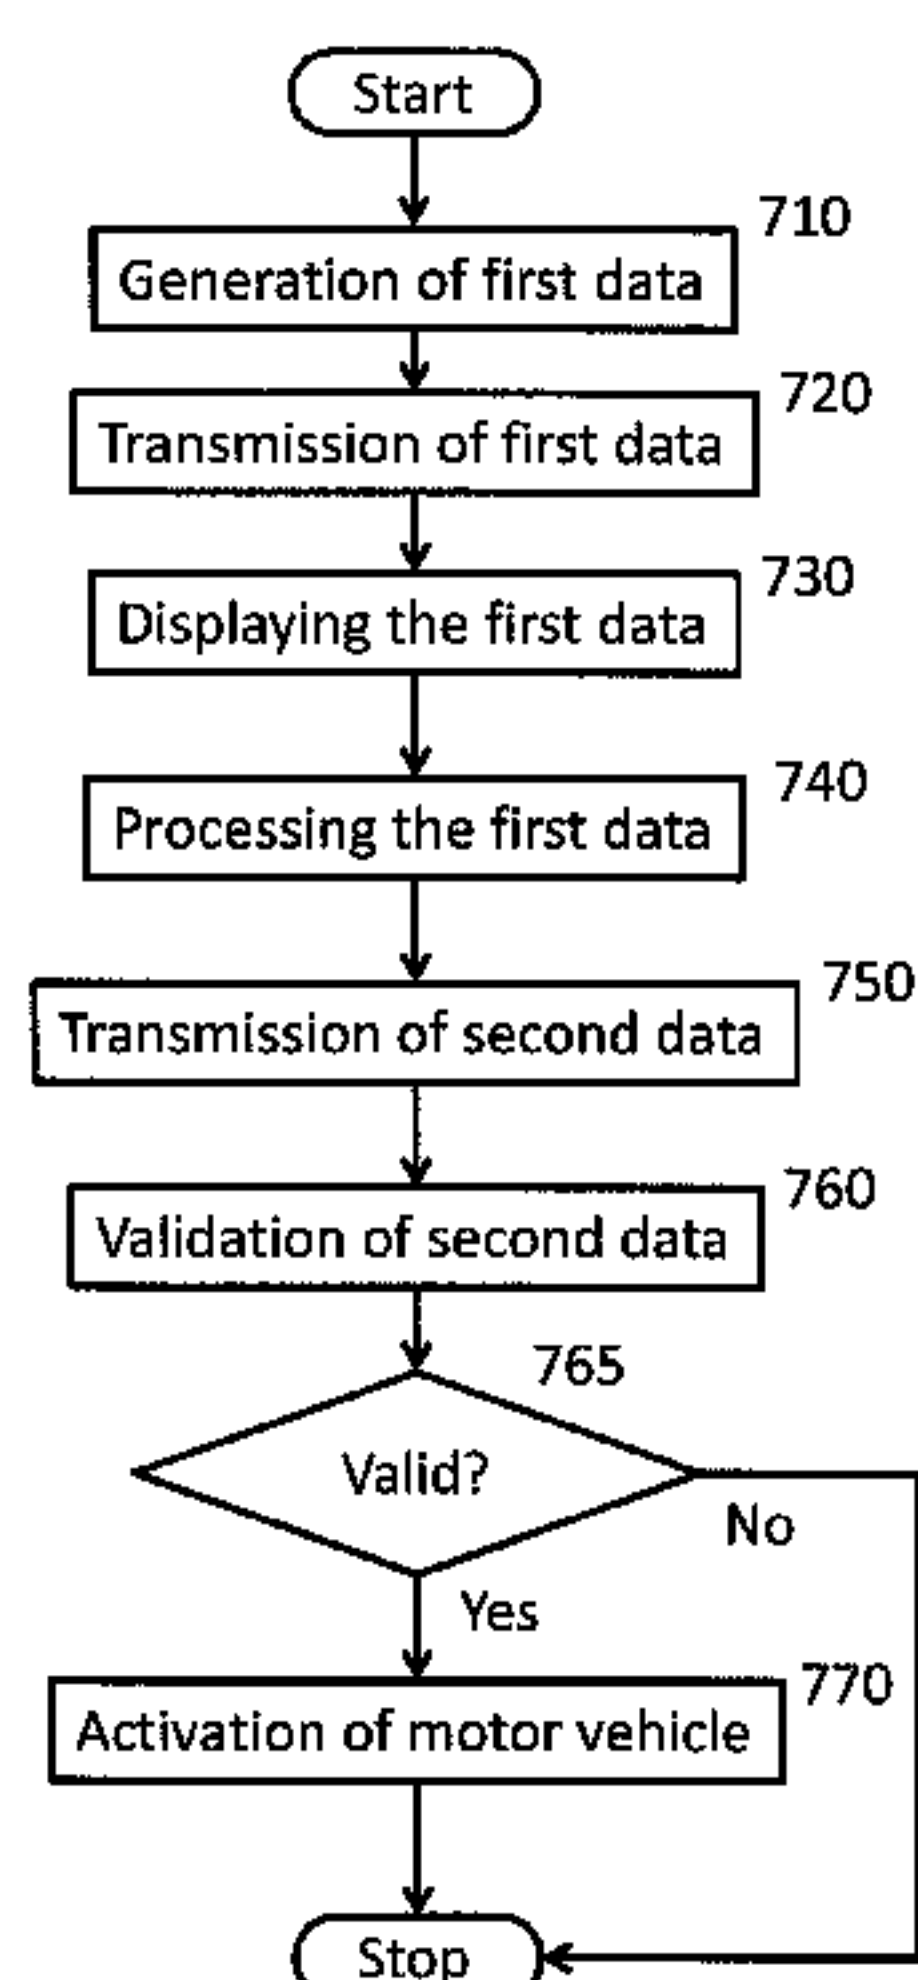 Start
710
Generation of first data
720
Transmission of first data
730
Displaying the first data
740
Processing the first data
750
Transmission of second data
760
Validation of second data
765
Valid?
No
Yes
770
Activation of motor vehicle
Stop